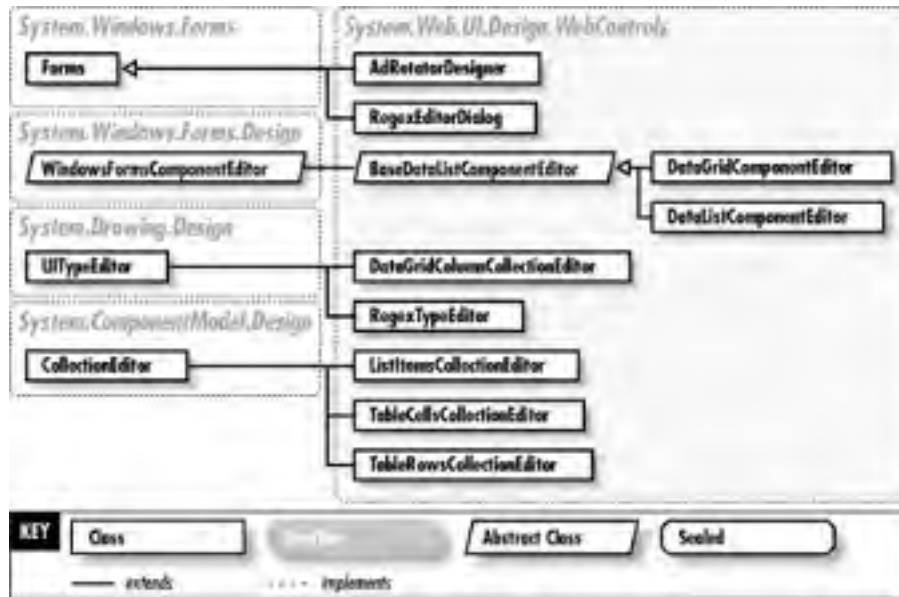 System.Windows.Forms
System.Web.UI.Design.WebControls
Forms
AdRotatorDesigner
RegexEditorDialog
System.Windows.Forms.Design
WindowsFormsComponentEditor
BaseDataListComponentEditor
DataGridComponentEditor
DataListComponentEditor
System.Drawing.Design
UITypeEditor
DataGridColumnCollectionEditor
RegexTypeEditor
System.ComponentModel.Design
CollectionEditor
ListItemsCollectionEditor
TableCellsCollectionEditor
TableRowsCollectionEditor
KEY
Class
Abstract Class
Sealed
extends
implements